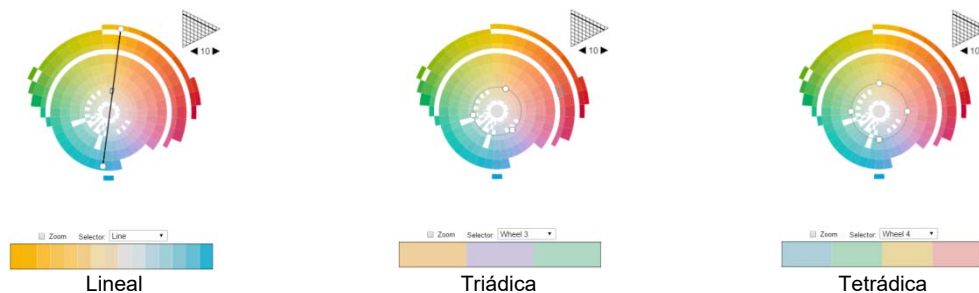 ◀ 10 ▶
◀ 10 ▶
◀ 10
Zoom Selector: Line ▼
Zoom Selector: Wheel 3 ▼
Zoom Selector: Wheel 4 ▼
Lineal
Triádica
Tetrádica